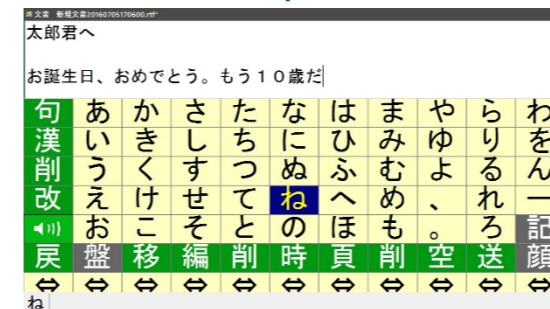 文書 新規文書20160705170600.rtf*
太郎君へ
お誕生日、おめでとう。もう１０歳だ
句 あ か さ た な は ま や ら わ
漢 い き し ち に ひ み ゆ り を
削 う く す つ ぬ ふ む よ る ん
改 え け せ て ね へ め 、 れ ー
お こ そ と の ほ も 。 ろ 記
戻 盤 移 編 削 時 頁 削 空 送 顔
⇔ ⇔ ⇔ ⇔ ⇔ ⇔ ⇔ ⇔ ⇔ ⇔ ⇔
ね